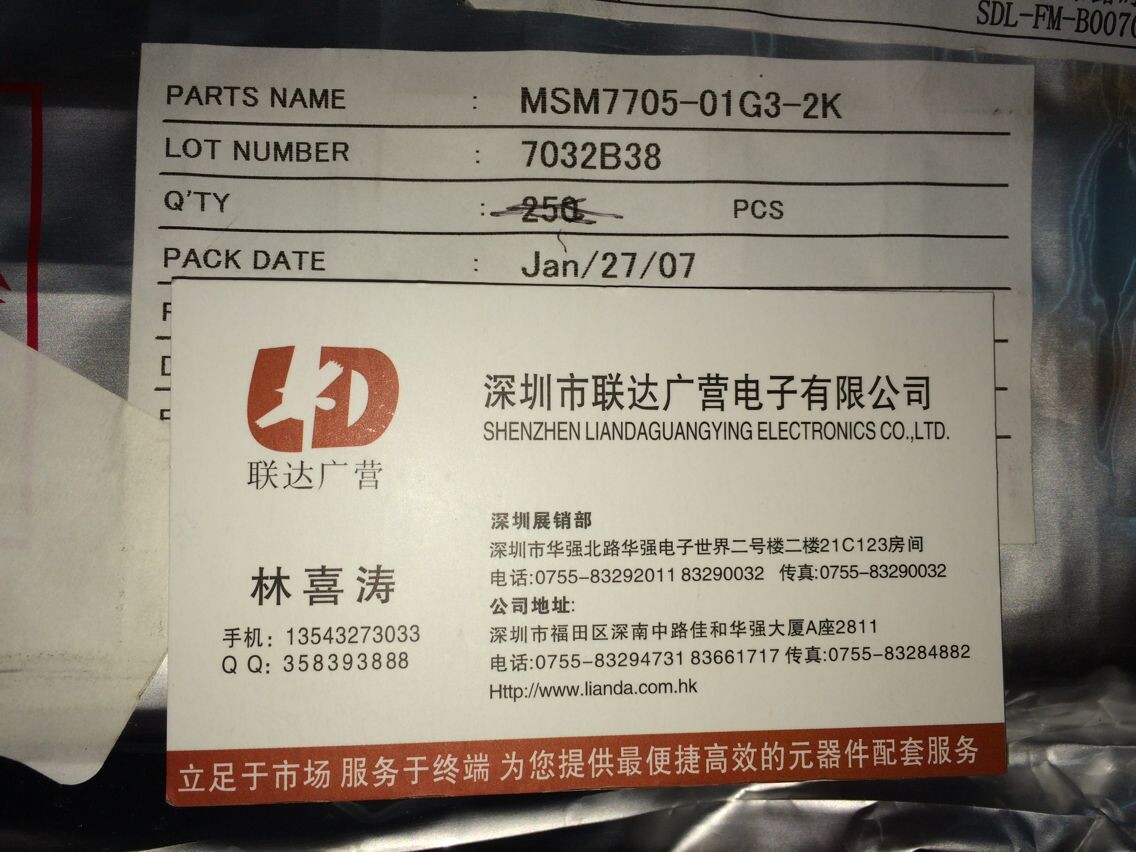 SDL-FM-B0070
PARTS NAME : MSM7705-01G3-2K
LOT NUMBER : 7032B38
Q'TY : 250 PCS
PACK DATE : Jan/27/07
LD
联达广营
深圳市联达广营电子有限公司
SHENZHEN LIANDAGUANGYING ELECTRONICS CO.,LTD.
林喜涛
手机: 13543273033
Q Q: 358393888
深圳展销部
深圳市华强北路华强电子世界二号楼二楼21C123房间
电话:0755-83292011 83290032 传真:0755-83290032
公司地址:
深圳市福田区深南中路佳和华强大厦A座2811
电话:0755-83294731 83661717 传真:0755-83284882
Http://www.lianda.com.hk
立足于市场 服务于终端 为您提供最便捷高效的元器件配套服务